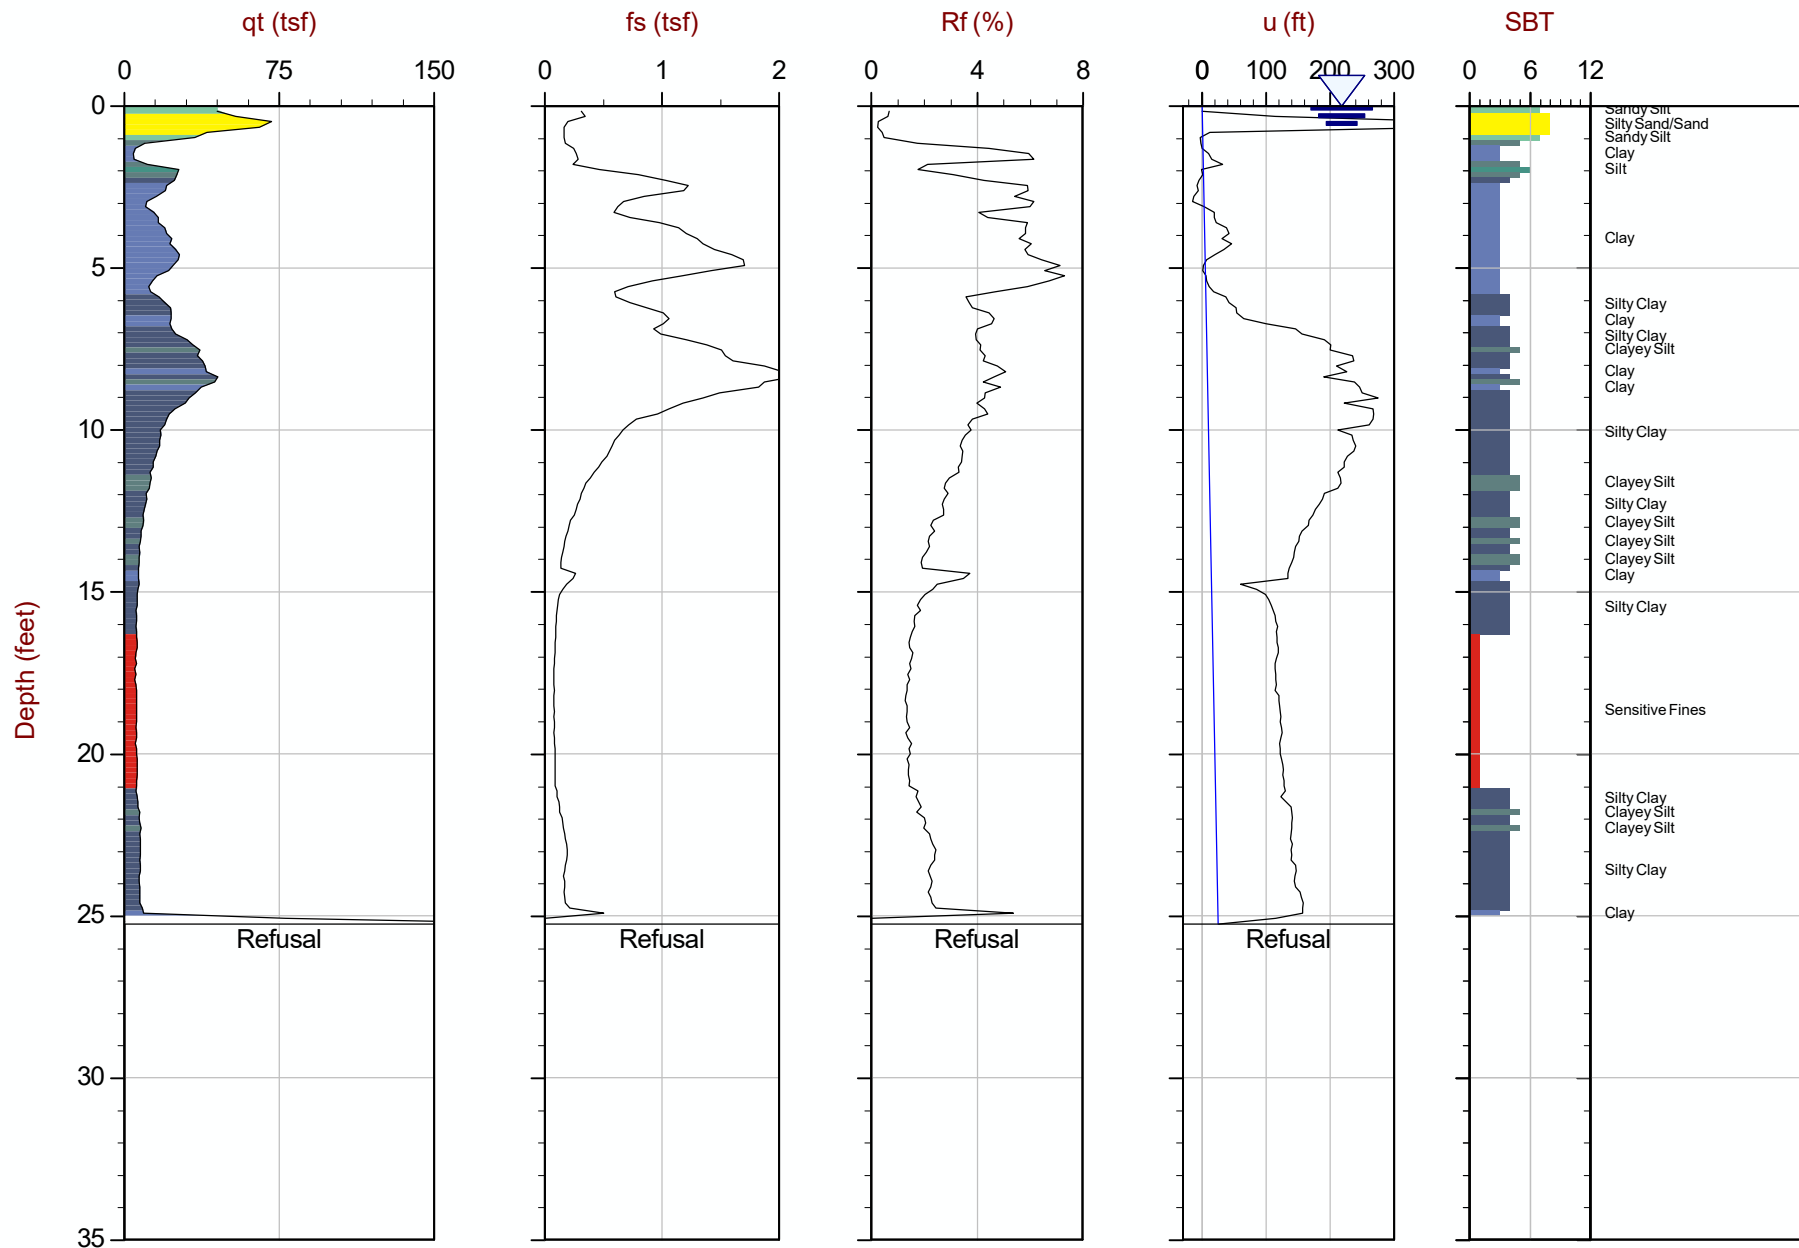 qt (tsf) fs (tsf) Rf (%) u (ft) SBT
0 75 150 0 1 2 0 4 8 0 100 200 300 0 6 12
0
5
10
15
20
25
30
35
Depth (feet)
Sandy Silt
Silty Sand/Sand
Sandy Silt
Clay
Silt
Clay
Silty Clay
Clay
Silty Clay
Clayey Silt
Clay
Clay
Silty Clay
Clayey Silt
Silty Clay
Clayey Silt
Clayey Silt
Clayey Silt
Clay
Silty Clay
Sensitive Fines
Silty Clay
Clayey Silt
Clayey Silt
Silty Clay
Clay
Refusal Refusal Refusal Refusal